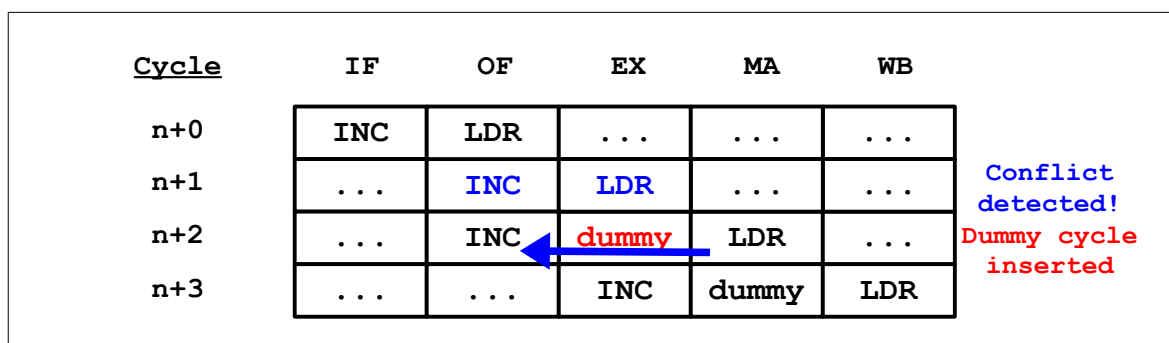 Cycle IF OF EX MA WB
n+0 INC LDR ... ... ...
n+1 ... INC LDR ... ...
n+2 ... INC dummy LDR ...
n+3 ... ... INC dummy LDR
Conflict
detected!
Dummy cycle
inserted